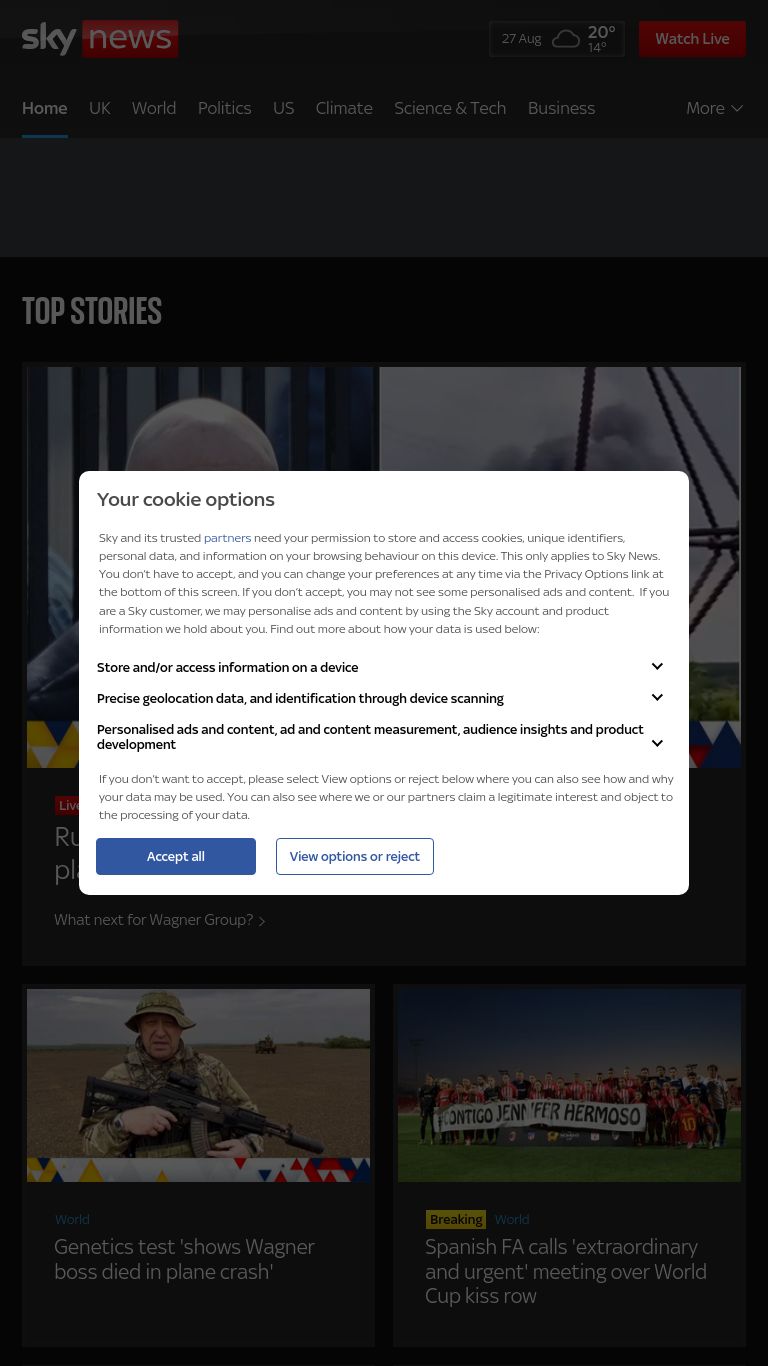 sky news
27 Aug
20°
14°
Watch Live
Home UK World Politics US Climate Science & Tech Business More
TOP STORIES
Your cookie options
Sky and its trusted partners need your permission to store and access cookies, unique identifiers,
personal data, and information on your browsing behaviour on this device. This only applies to Sky News.
You don't have to accept, and you can change your preferences at any time via the Privacy Options link at
the bottom of this screen. If you don't accept, you may not see some personalised ads and content. If you
are a Sky customer, we may personalise ads and content by using the Sky account and product
information we hold about you. Find out more about how your data is used below:
Store and/or access information on a device
Precise geolocation data, and identification through device scanning
Personalised ads and content, ad and content measurement, audience insights and product
development
If you don't want to accept, please select View options or reject below where you can also see how and why
your data may be used. You can also see where we or our partners claim a legitimate interest and object to
the processing of your data.
Accept all
View options or reject
Live
Ru
pla
What next for Wagner Group?
CONTIGO JENNIFER HERMOSO
10
World
Genetics test 'shows Wagner
boss died in plane crash'
Breaking World
Spanish FA calls 'extraordinary
and urgent' meeting over World
Cup kiss row